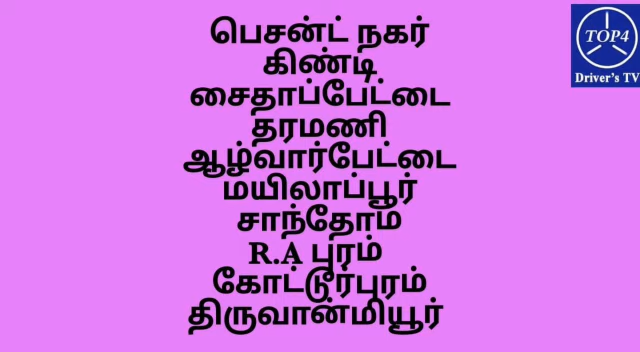 பெசன்ட் நகர்
கிண்டி
சைதாப்பேட்டை
தரமணி
ஆழ்வார்பேட்டை
மயிலாப்பூர்
சாந்தோம்
R.A புரம்
கோட்டூர்புரம்
திருவான்மியூர்
TOP4
Driver's TV